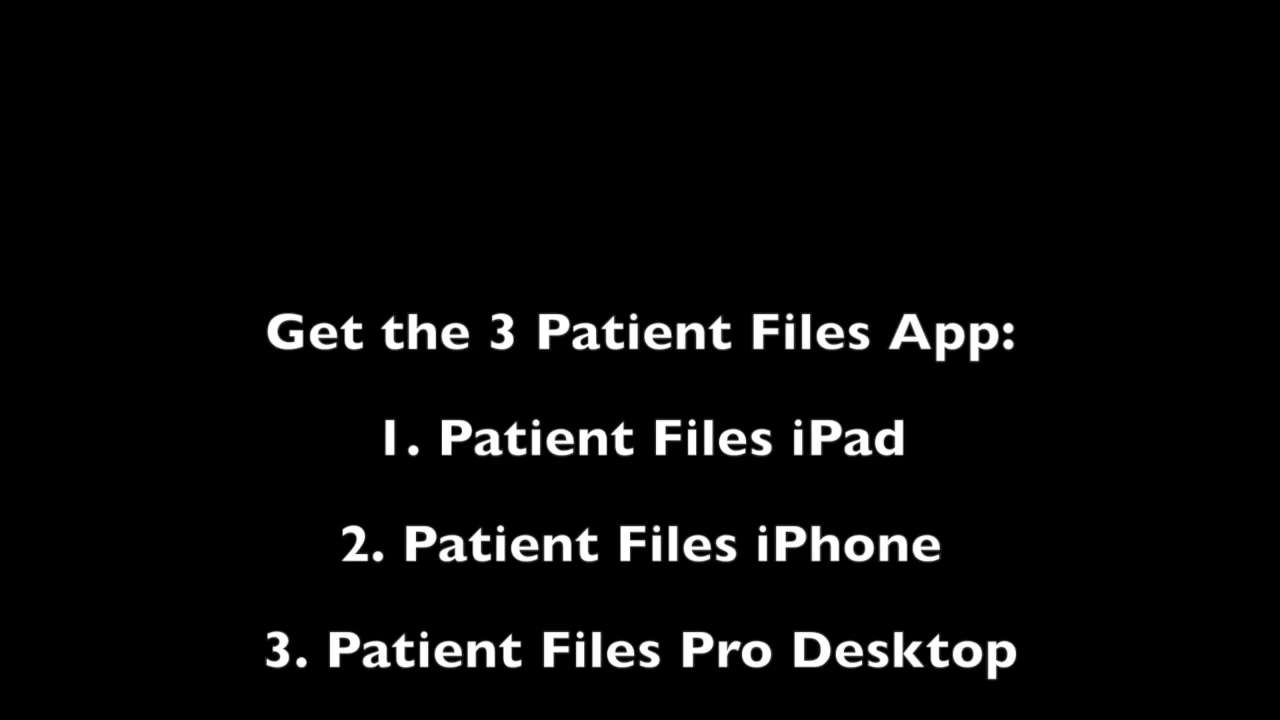 Get the 3 Patient Files App:
1. Patient Files iPad
2. Patient Files iPhone
3. Patient Files Pro Desktop